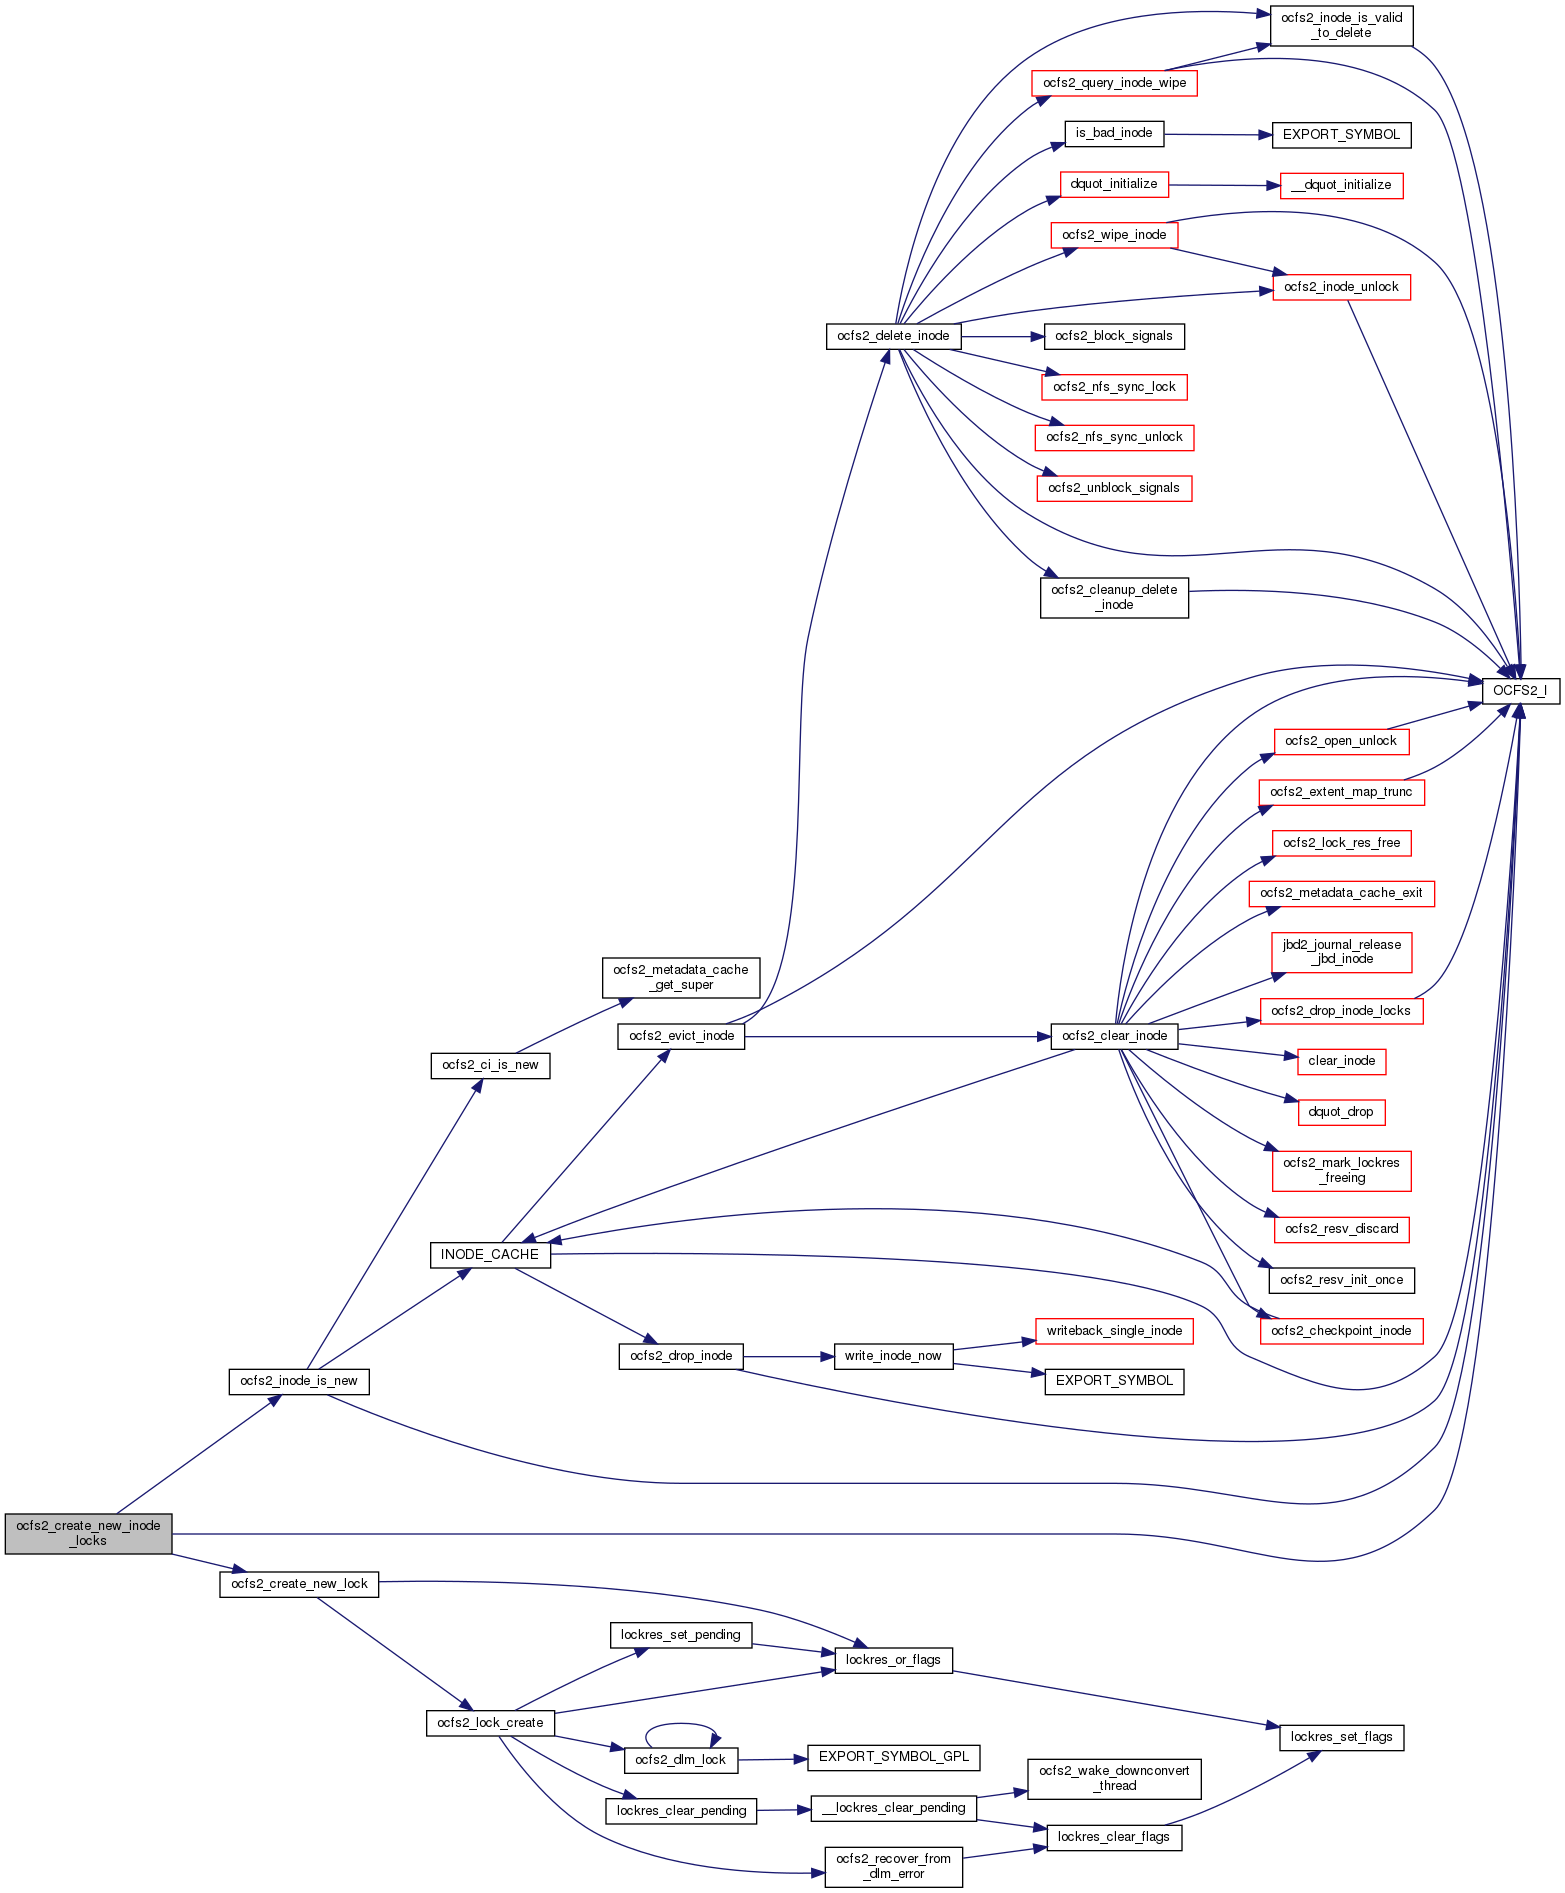 ocfs2_inode_is_valid
_to_delete
ocfs2_query_inode_wipe
is_bad_inode
EXPORT_SYMBOL
dquot_initialize
__dquot_initialize
ocfs2_wipe_inode
ocfs2_inode_unlock
ocfs2_delete_inode
ocfs2_block_signals
ocfs2_nfs_sync_lock
ocfs2_nfs_sync_unlock
ocfs2_unblock_signals
ocfs2_cleanup_delete
_inode
OCFS2_I
ocfs2_open_unlock
ocfs2_extent_map_trunc
ocfs2_lock_res_free
ocfs2_metadata_cache_exit
jbd2_journal_release
_jbd_inode
ocfs2_metadata_cache
_get_super
ocfs2_drop_inode_locks
ocfs2_evict_inode
ocfs2_clear_inode
ocfs2_ci_is_new
clear_inode
dquot_drop
ocfs2_mark_lockres
_freeing
ocfs2_resv_discard
INODE_CACHE
ocfs2_resv_init_once
ocfs2_checkpoint_inode
writeback_single_inode
ocfs2_drop_inode
write_inode_now
ocfs2_inode_is_new
EXPORT_SYMBOL
ocfs2_create_new_inode
_locks
ocfs2_create_new_lock
lockres_set_pending
lockres_or_flags
ocfs2_lock_create
lockres_set_flags
ocfs2_dlm_lock
EXPORT_SYMBOL_GPL
ocfs2_wake_downconvert
_thread
lockres_clear_pending
__lockres_clear_pending
lockres_clear_flags
ocfs2_recover_from
_dlm_error